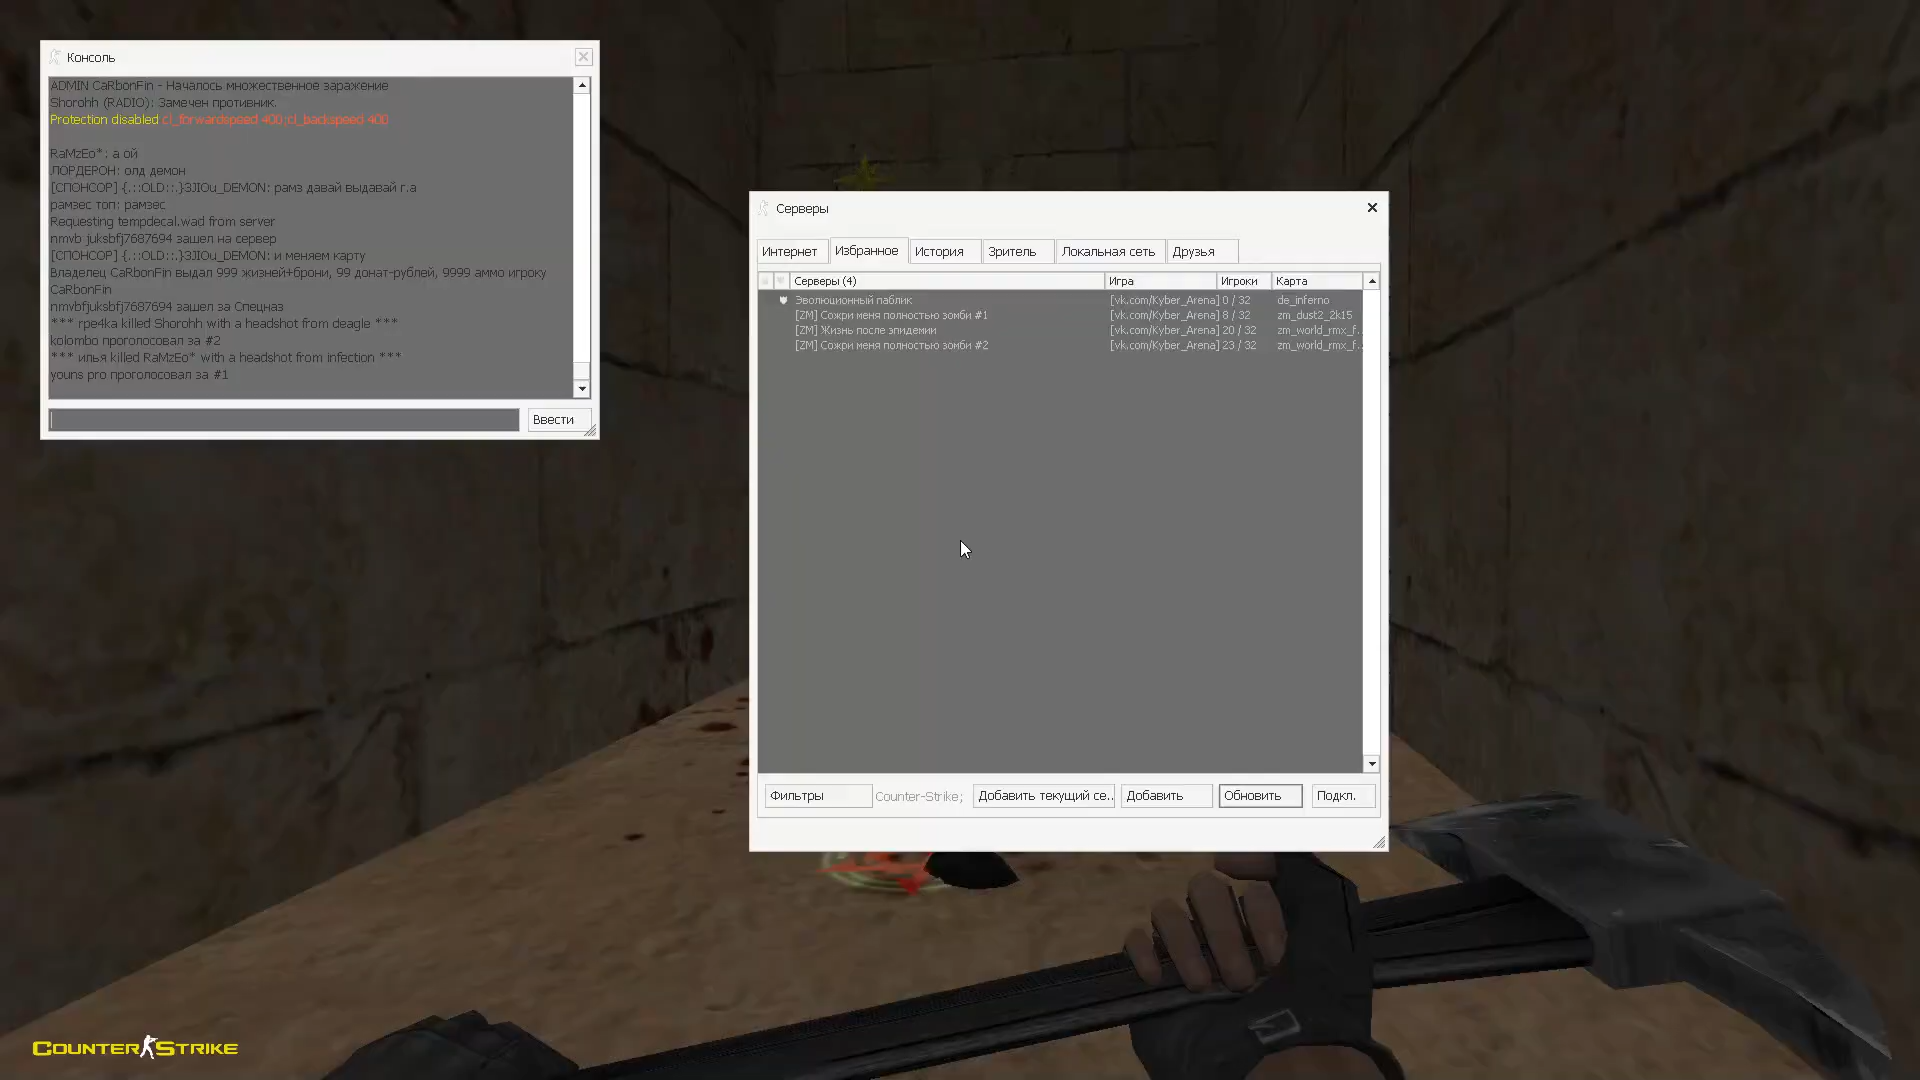 Консоль
ADMIN CaRbonFin - Началось множественное заражение
Shorohh (RADIO): Замечен противник.
Protection disabled cl_forwardspeed 400;cl_backspeed 400
RaMzEo*: а ой
ЛОРДЕРОН: олд демон
[СПОНСОР] {.::OLD::.}3JIOu_DEMON: рамз давай выдавай г.а
рамзес топ: рамзес
Requesting tempdecal.wad from server
nmvb juksbfj7687694 зашел на сервер
[СПОНСОР] {.::OLD::.}3JIOu_DEMON: и меняем карту
Владелец CaRbonFin выдал 999 жизней+брони, 99 донат-рублей, 9999 аммо игроку
CaRbonFin
nmvbfjuksbfj7687694 зашел за Спецназ
*** rpe4ka killed Shorohh with a headshot from deagle ***
kolombo проголосовал за #2
*** илья killed RaMzEo* with a headshot from infection ***
youns pro проголосовал за #1
Ввести
Серверы
Интернет Избранное История Зритель Локальная сеть Друзья
Серверы (4) Игра Игроки Карта
Эволюционный паблик [vk.com/Kyber_Arena] 0 / 32 de_inferno
[ZM] Сожри меня полностью зомби #1 [vk.com/Kyber_Arena] 8 / 32 zm_dust2_2k15
[ZM] Жизнь после эпидемии [vk.com/Kyber_Arena] 20 / 32 zm_world_rmx_f..
[ZM] Сожри меня полностью зомби #2 [vk.com/Kyber_Arena] 23 / 32 zm_world_rmx_f..
Фильтры Counter-Strike; Добавить текущий се.. Добавить Обновить Подкл.
COUNTER STRIKE